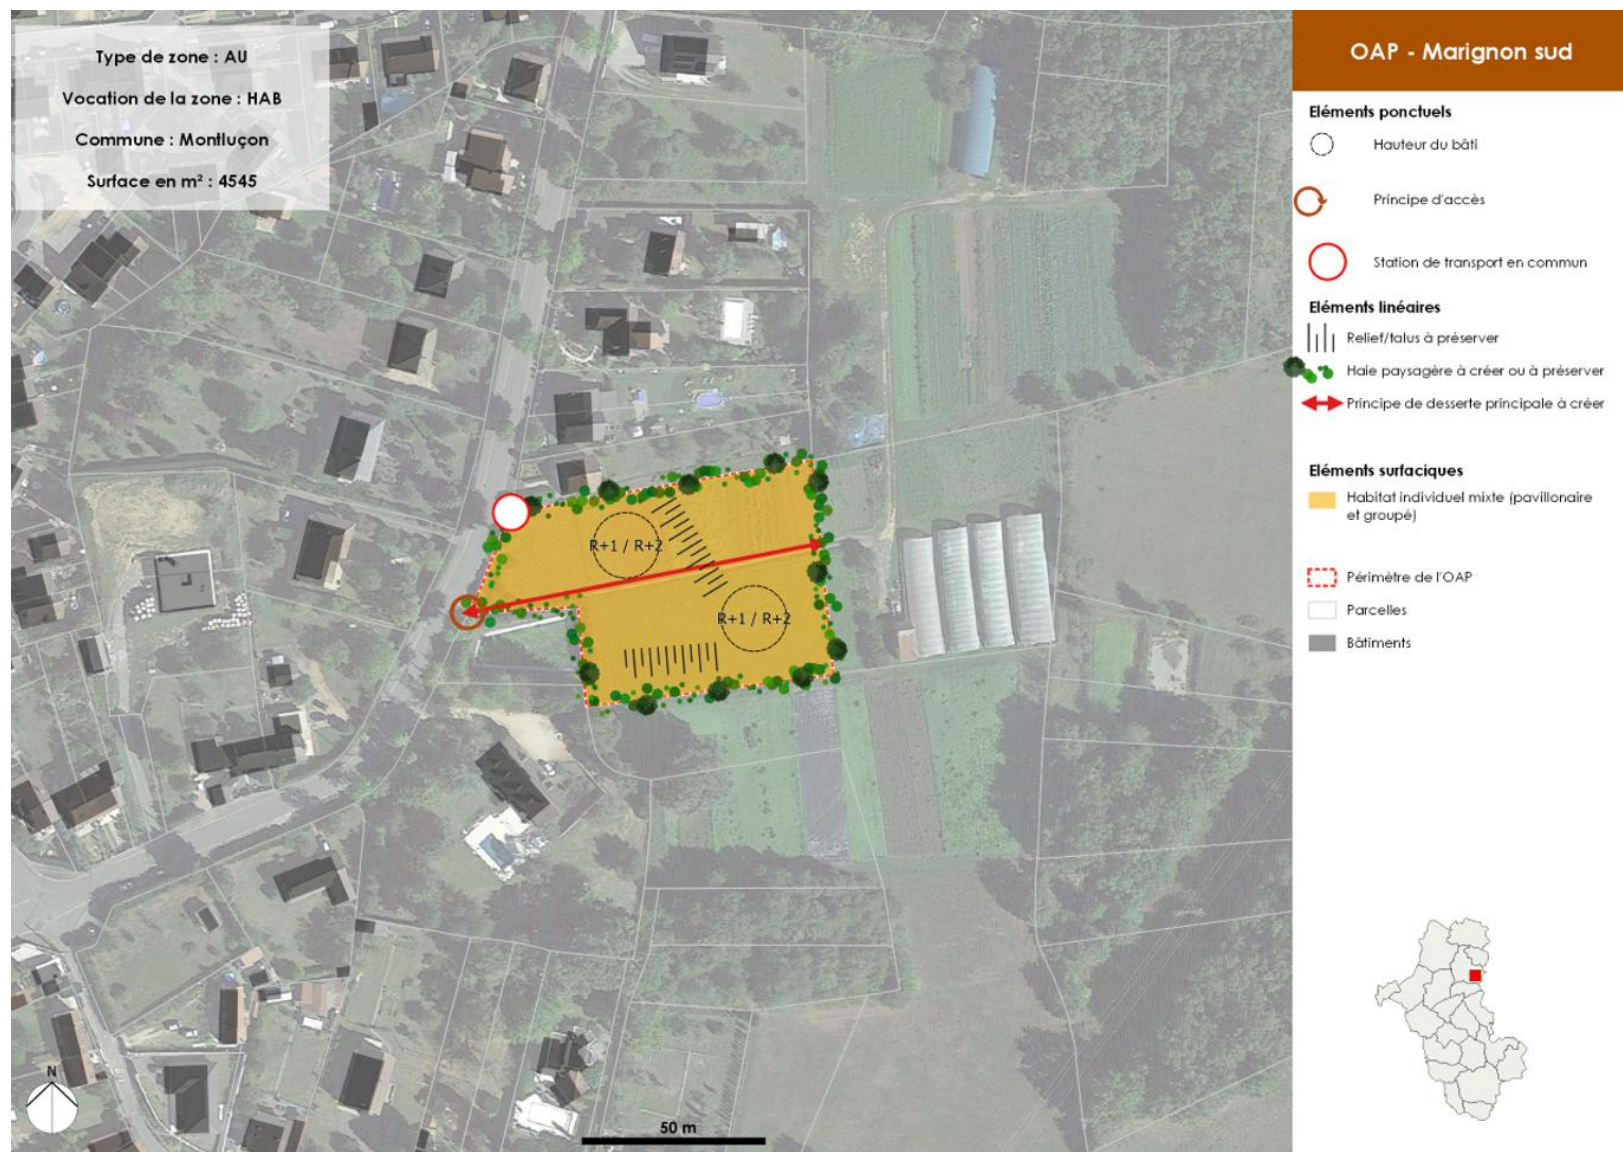 Type de zone : AU
Vocation de la zone : HAB
Commune : Montluçon
Surface en m² : 4545
R+1 / R+2
R+1 / R+2
N
50 m
OAP - Marignon sud
Eléments ponctuels
Hauteur du bâti
Principe d'accès
Station de transport en commun
Eléments linéaires
Relief/talus à préserver
Haie paysagère à créer ou à préserver
Principe de desserte principale à créer
Eléments surfaciques
Habitat individuel mixte (pavillonaire
et groupé)
Périmètre de l'OAP
Parcelles
Bâtiments